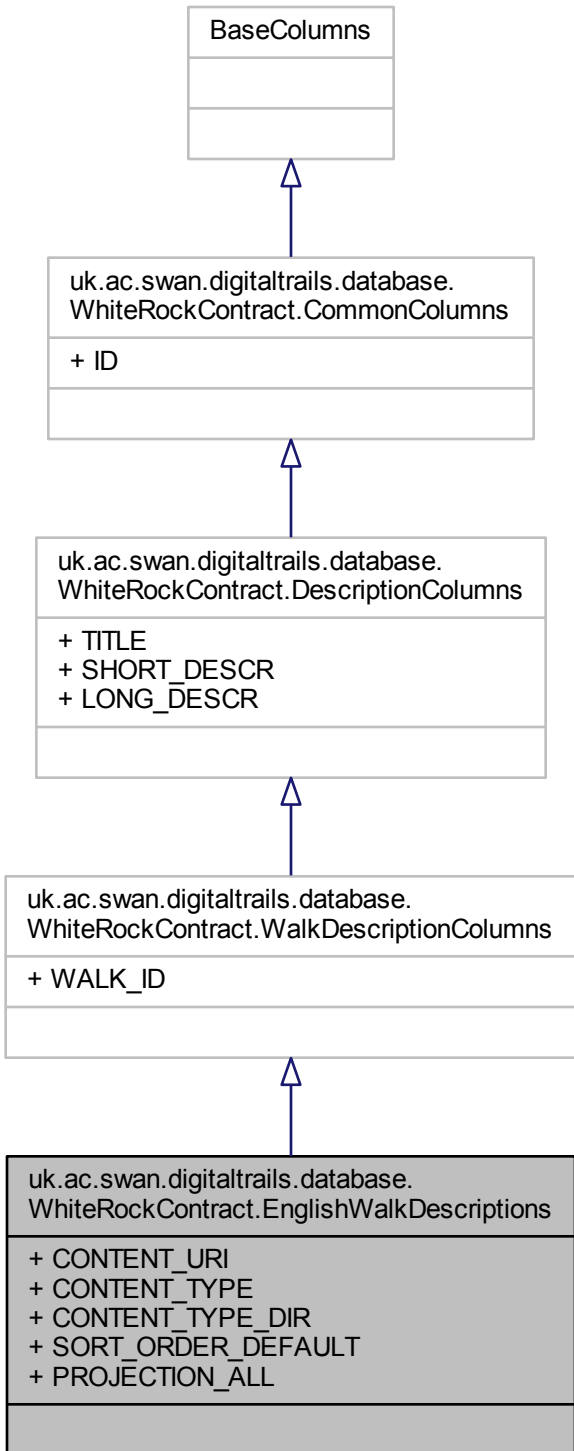 BaseColumns
uk.ac.swan.digitaltrails.database.
WhiteRockContract.CommonColumns
+ ID
uk.ac.swan.digitaltrails.database.
WhiteRockContract.DescriptionColumns
+ TITLE
+ SHORT_DESCR
+ LONG_DESCR
uk.ac.swan.digitaltrails.database.
WhiteRockContract.WalkDescriptionColumns
+ WALK_ID
uk.ac.swan.digitaltrails.database.
WhiteRockContract.EnglishWalkDescriptions
+ CONTENT_URI
+ CONTENT_TYPE
+ CONTENT_TYPE_DIR
+ SORT_ORDER_DEFAULT
+ PROJECTION_ALL